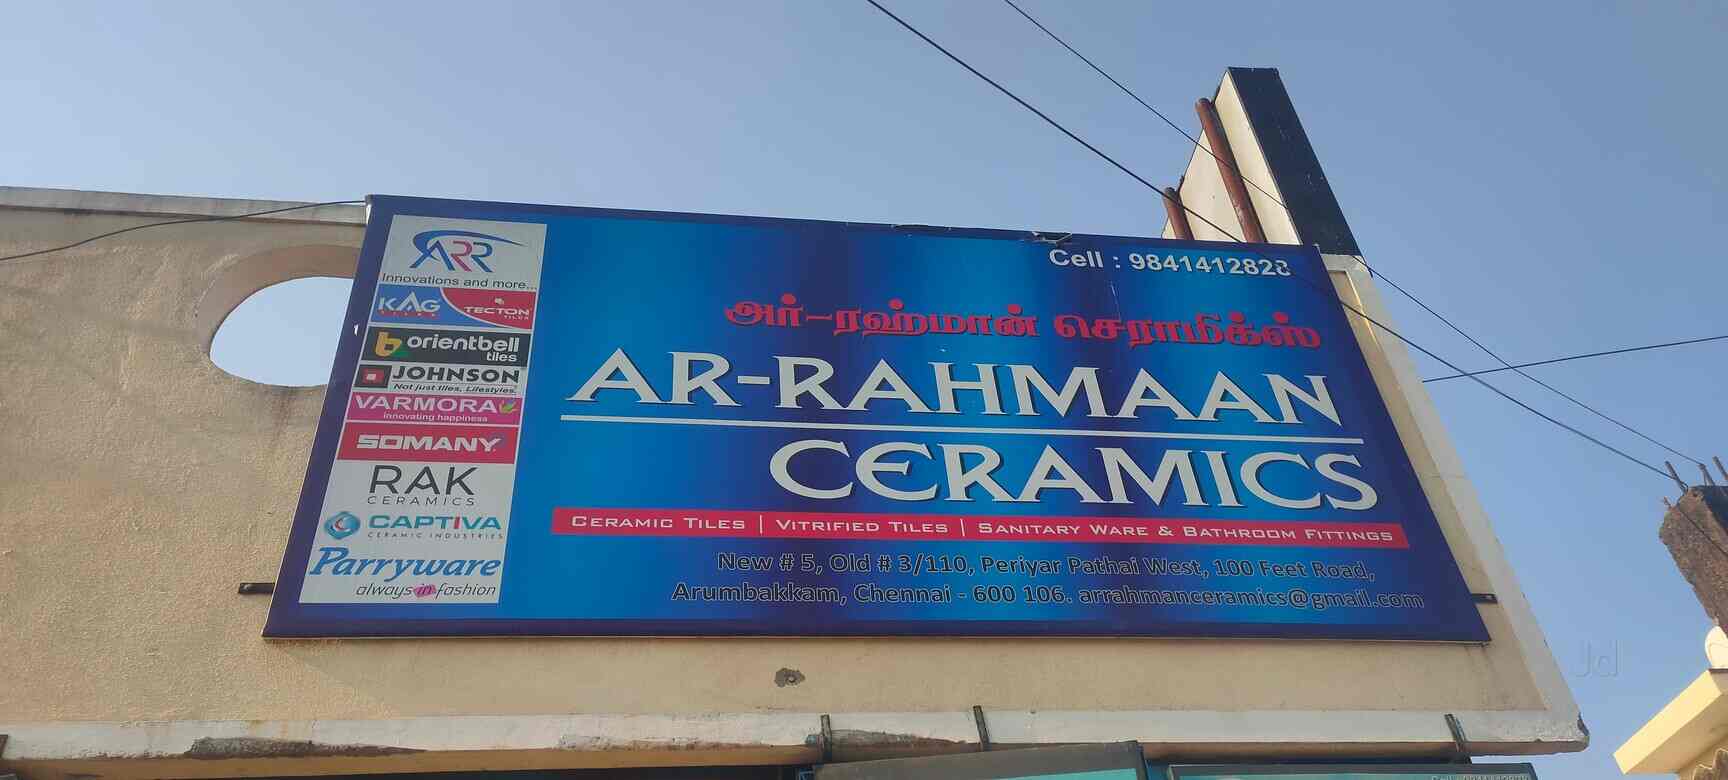 ARR
Innovations and more...
KAG
TILES
TECTON
TILES
orientbell
tiles
JOHNSON
Not just tiles, Lifestyles.
VARMORA
Innovating happiness
SOMANY
RAK
CERAMICS
CAPTIVA
CERAMIC INDUSTRIES
Parryware
always in fashion
Cell : 9841412828
அர்-ரஹ்மான் செராமிக்ஸ்
AR-RAHMAAN
CERAMICS
CERAMIC TILES | VITRIFIED TILES | SANITARY WARE & BATHROOM FITTINGS
New # 5, Old # 3/110, Periyar Pathai West, 100 Feet Road,
Arumbakkam, Chennai - 600 106. arrahmanceramics@gmail.com
Jd